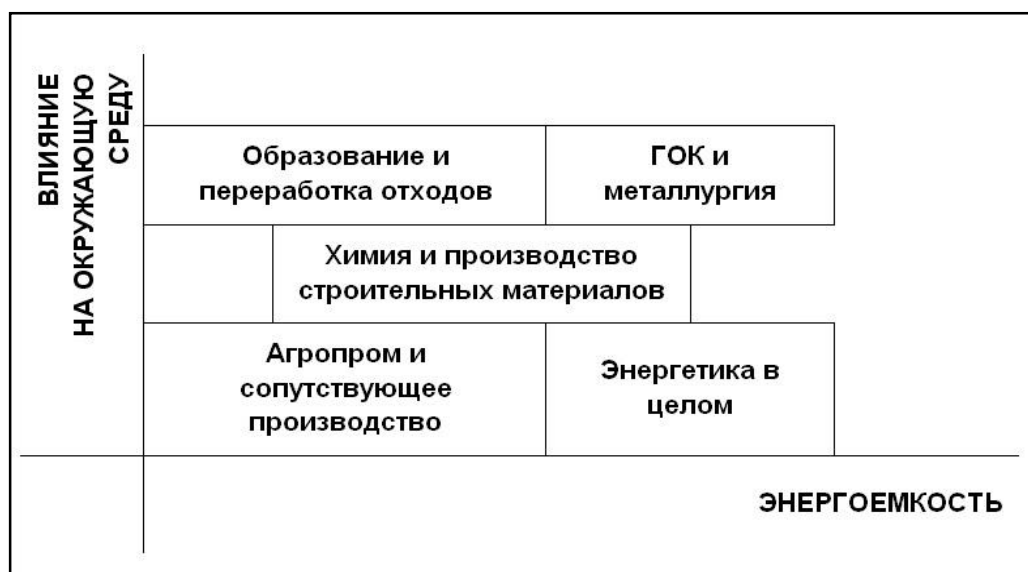 ВЛИЯНИЕ
НА ОКРУЖАЮЩУЮ
СРЕДУ
Образование и
переработка отходов
ГОК и
металлургия
Химия и производство
строительных материалов
Агропром и
сопутствующее
производство
Энергетика в
целом
ЭНЕРГОЕМКОСТЬ